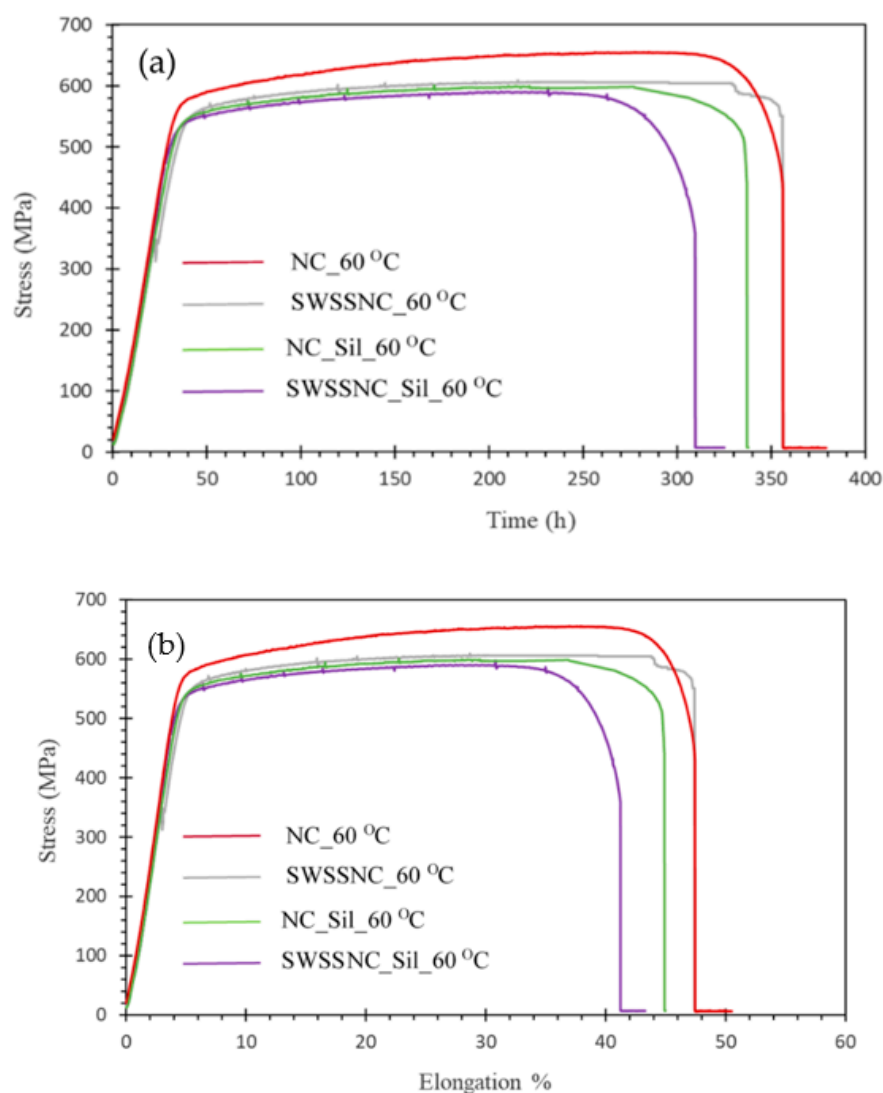 (a)
Stress (MPa)
700
600
500
400
300
200
100
0
NC_60 ᴼC
SWSSNC_60 ᴼC
NC_Sil_60 ᴼC
SWSSNC_Sil_60 ᴼC
0 50 100 150 200 250 300 350 400
Time (h)
(b)
Stress (MPa)
700
600
500
400
300
200
100
0
NC_60 ᴼC
SWSSNC_60 ᴼC
NC_Sil_60 ᴼC
SWSSNC_Sil_60 ᴼC
0 10 20 30 40 50 60
Elongation %